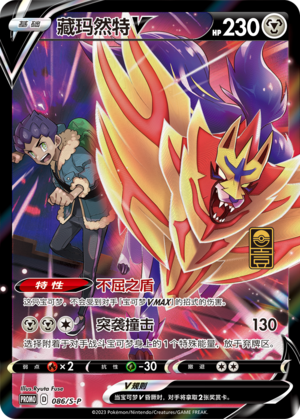 基础
藏玛然特V
HP 230
特性 不屈之盾
这只宝可梦，不会受到对手「宝可梦VMAX」的招式的伤害。
突袭撞击 130
选择附着于对手战斗宝可梦身上的1个特殊能量，放于弃牌区。
弱点 ×2 抗性 -30 撤退
Illus. Ryuta Fuse
V规则
PROMO 086/S-P
当宝可梦V昏厥时，对手将拿取2张奖赏卡。
©2023 Pokémon/Nintendo/Creatures/GAME FREAK.